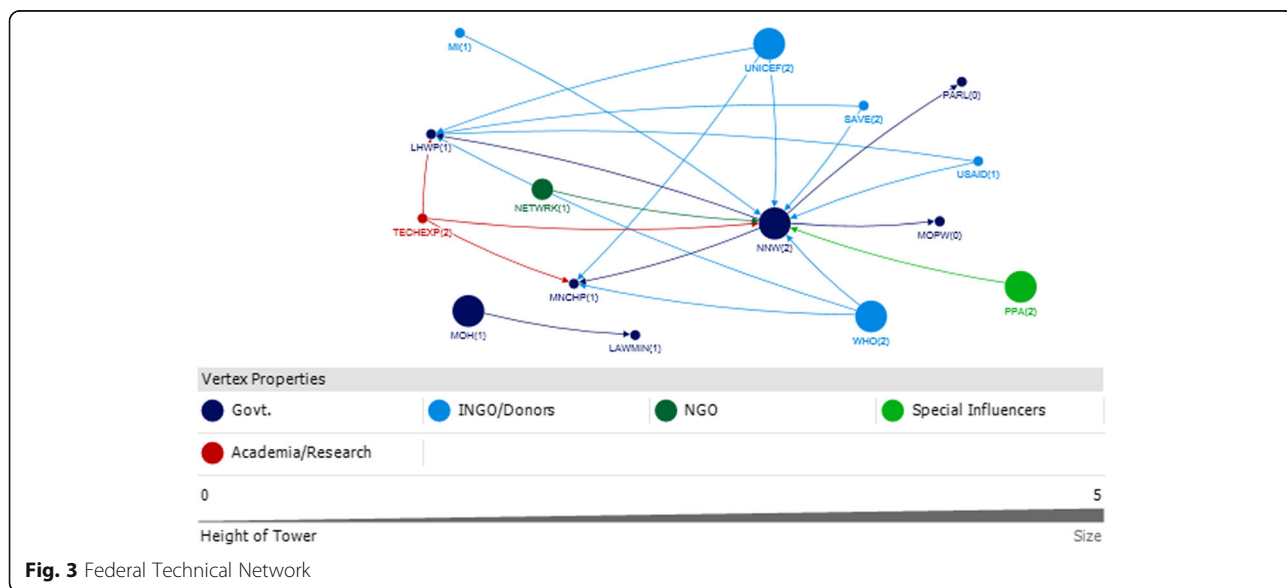 MI(1)
UNICEF(2)
PARL(0)
SAVE(2)
LHWP(1)
USAID(1)
NETWRK(1)
TECHEXP(2)
MOPW(0)
NNW(2)
MNCHP(1)
PPA(2)
MOH(1)
WHO(2)
LAWMIN(1)
Vertex Properties
Govt. INGO/Donors NGO Special Influencers
Academia/Research
0 5
Height of Tower Size
Fig. 3 Federal Technical Network